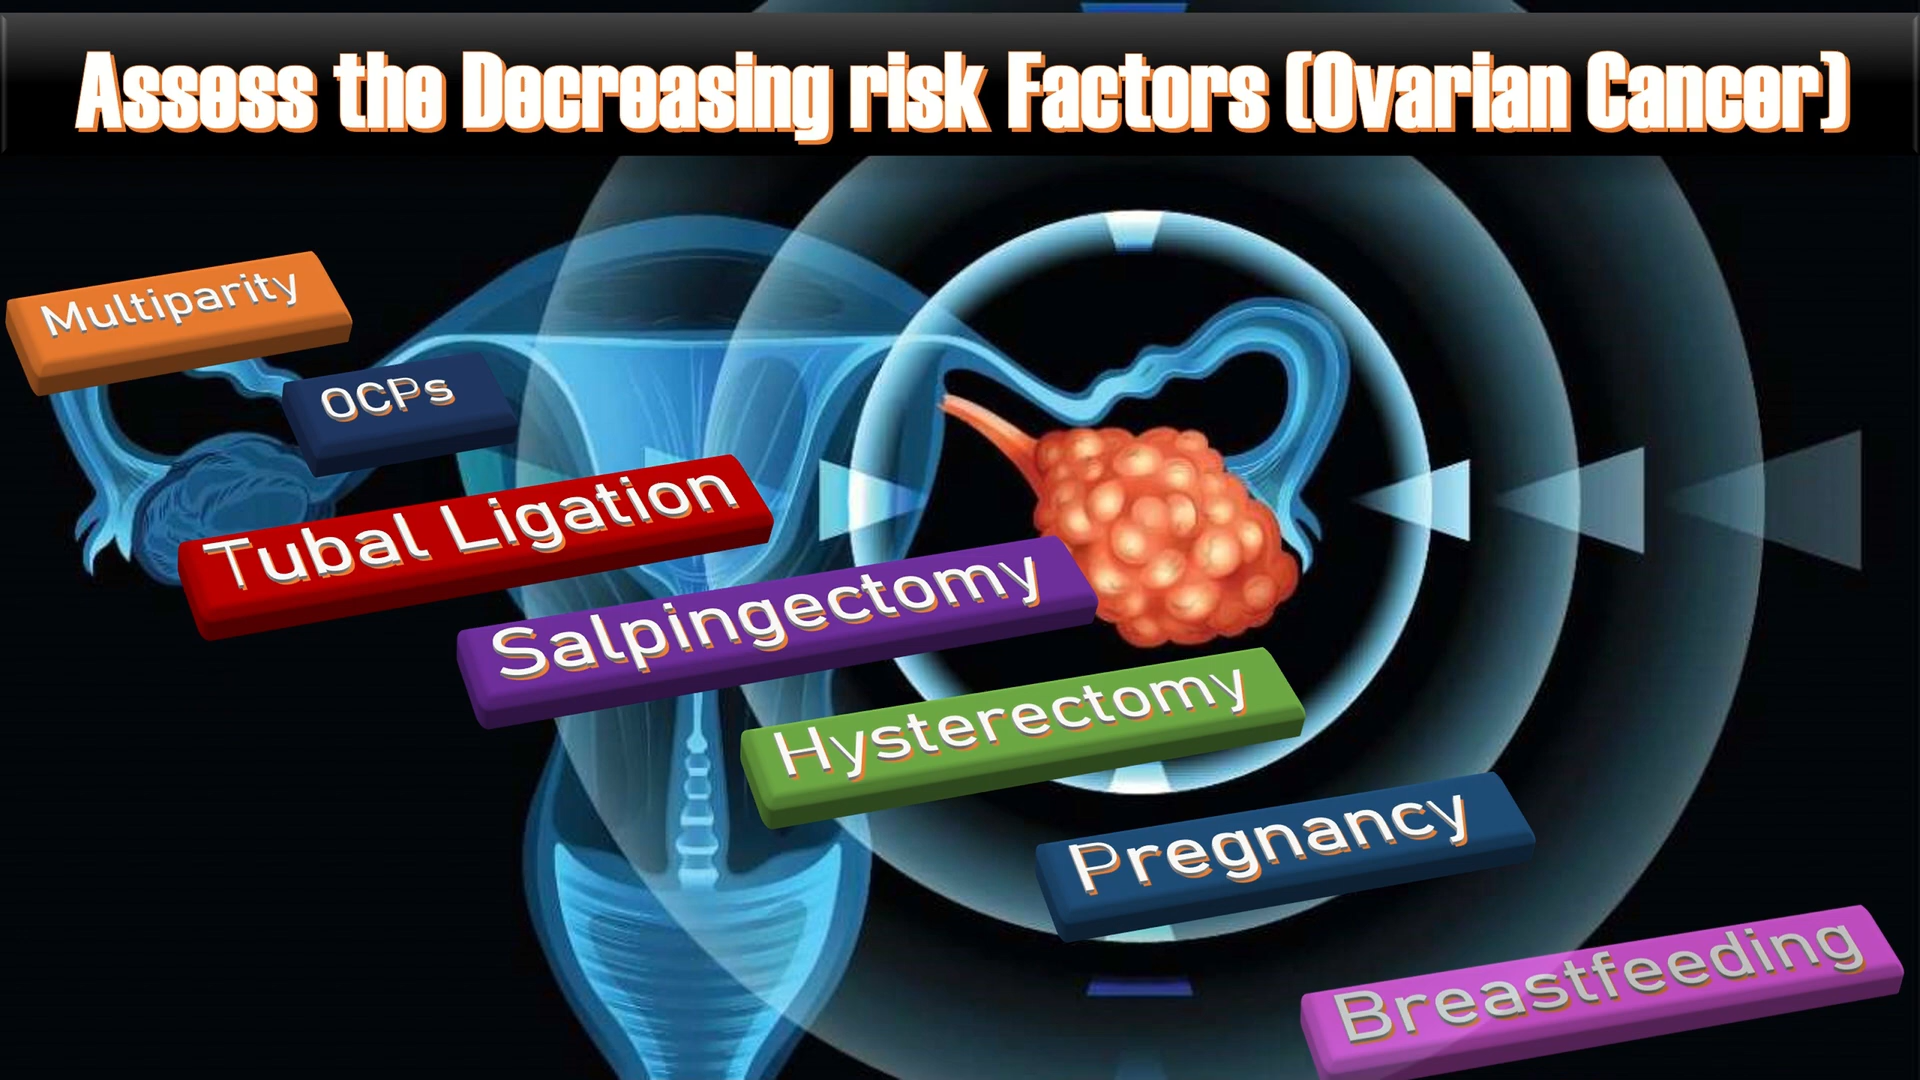 Assess the Decreasing risk Factors (Ovarian Cancer)
Multiparity
OCPs
Tubal Ligation
Salpingectomy
Hysterectomy
Pregnancy
Breastfeeding